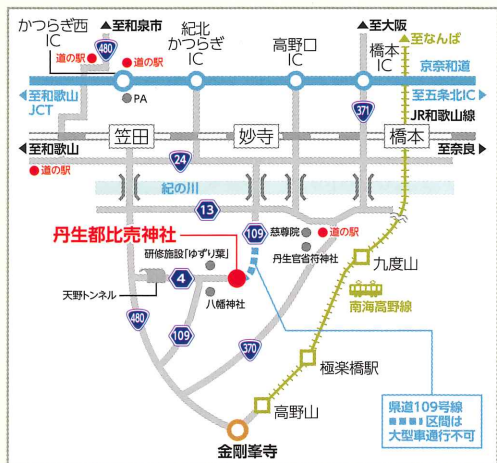 かつらぎ西
IC
▲至和泉市
480
道の駅
道の駅
紀北
かつらぎ
IC
高野口
IC
▲至大阪
橋本
IC
▲至なんば
京奈和道
◀至和歌山
JCT
PA
371
▶至五条北IC
JR和歌山線
笠田
妙寺
橋本
◀至和歌山
至奈良▶
24
道の駅
紀の川
13
丹生都比売神社
109
慈尊院
道の駅
丹生官省符神社
研修施設「ゆずり葉」
九度山
4
天野トンネル
八幡神社
南海高野線
480
109
370
極楽橋駅
高野山
県道109号線
区間は
大型車通行不可
金剛峯寺